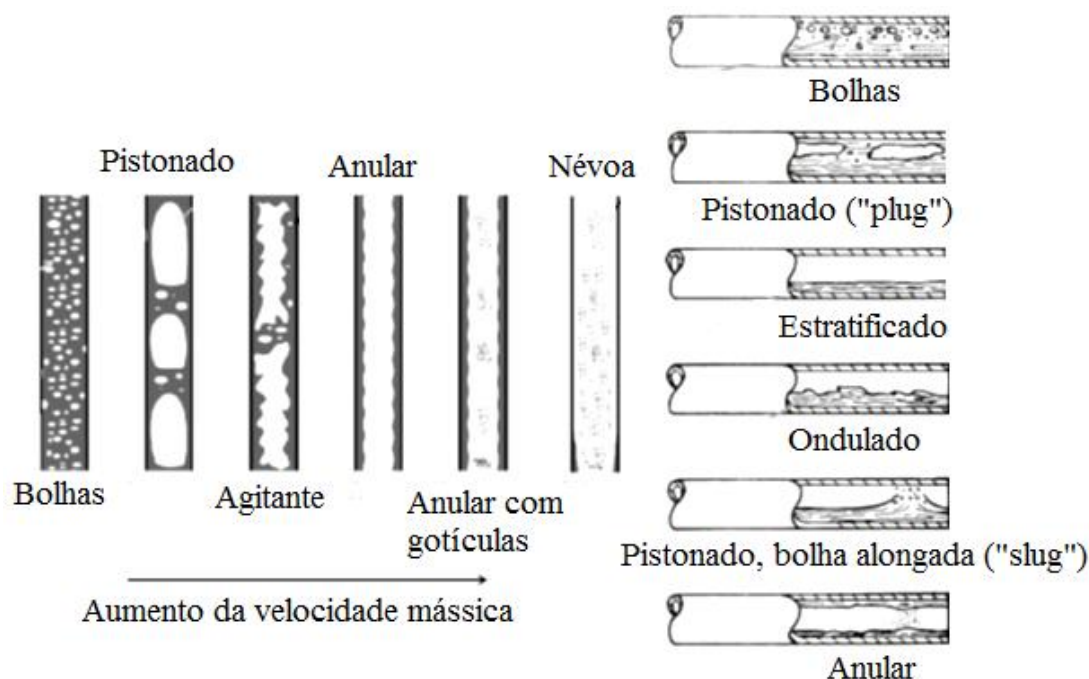 Pistonado
Anular
Névoa
Bolhas
Agitante
Anular com
gotículas
Aumento da velocidade mássica
Bolhas
Pistonado ("plug")
Estratificado
Ondulado
Pistonado, bolha alongada ("slug")
Anular